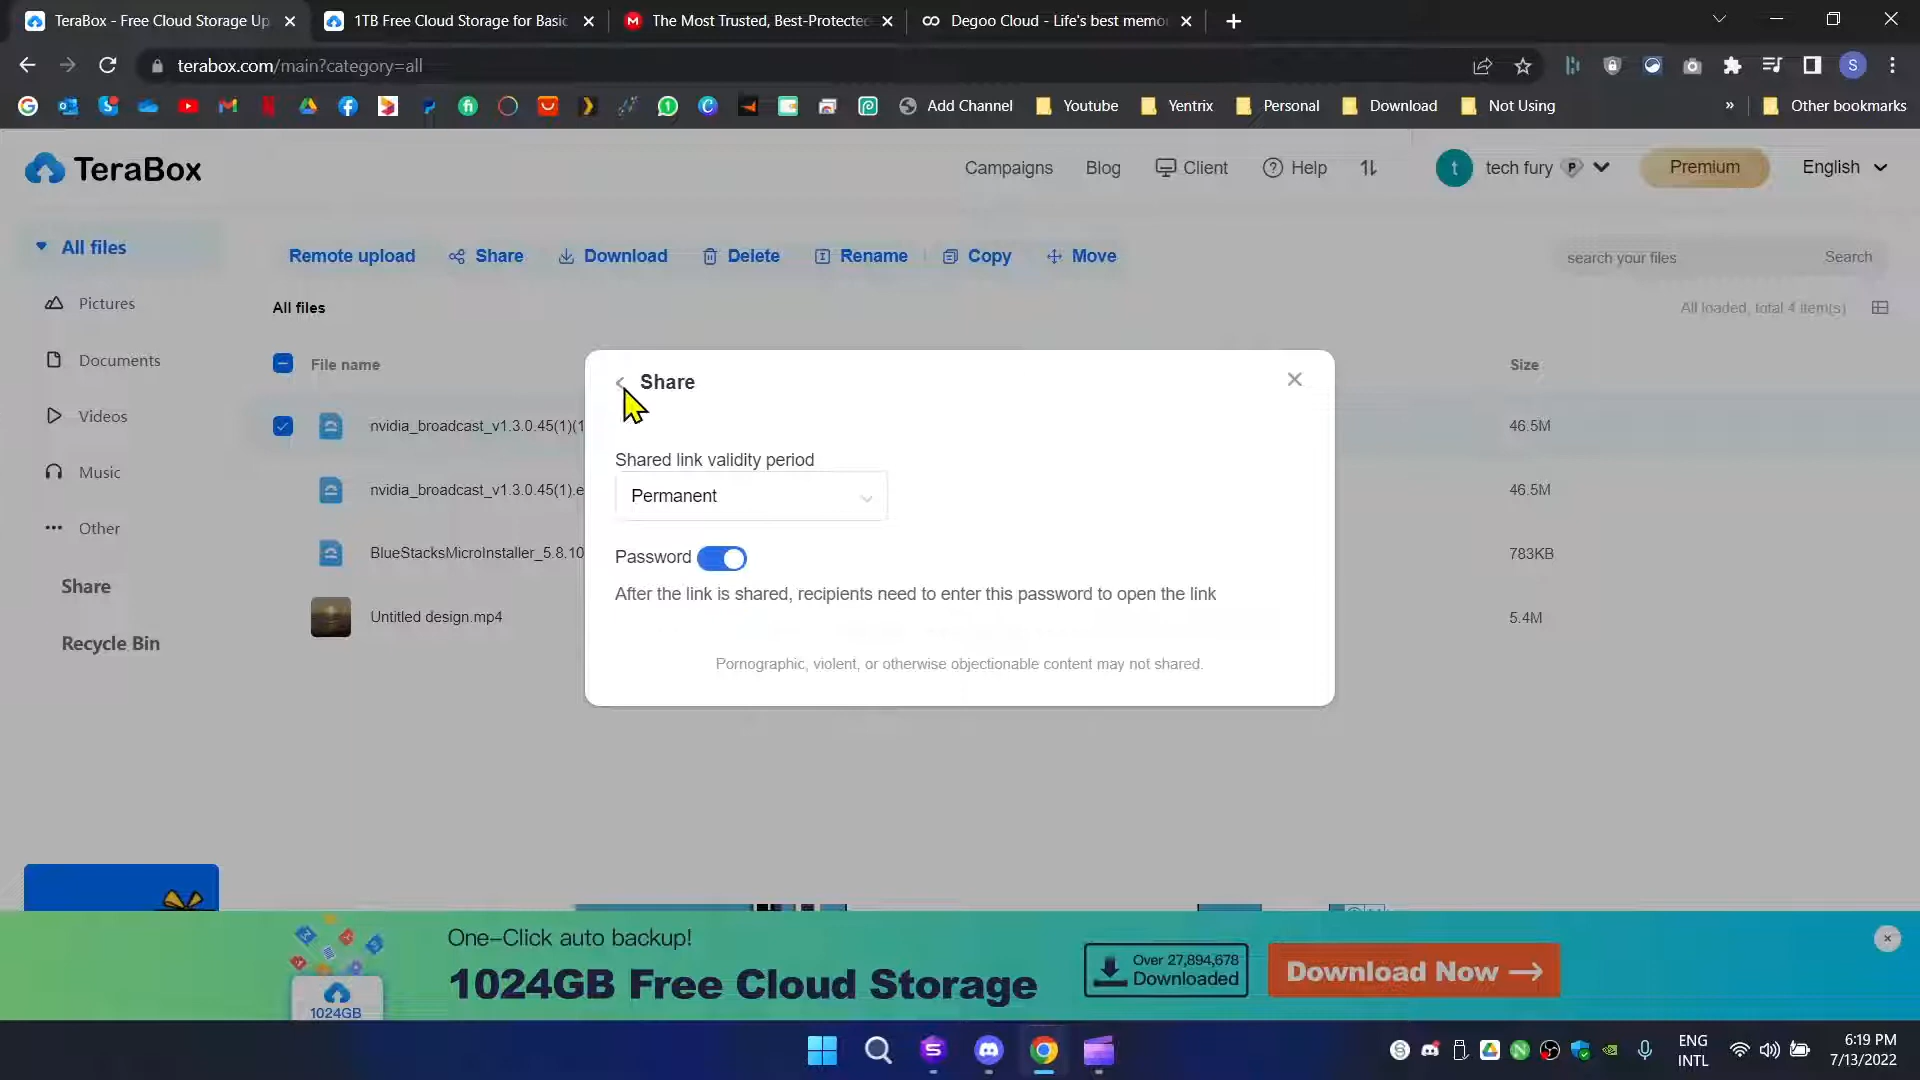 TeraBox - Free Cloud Storage Up
1TB Free Cloud Storage for Basic
The Most Trusted, Best-Protected
Degoo Cloud - Life's best memo
terabox.com/main?category=all
S
Add Channel
Youtube
Yentrix
Personal
Download
Not Using
»
Other bookmarks
TeraBox
Campaigns
Blog
Client
Help
t
tech fury
P
Premium
English
All files
Remote upload
Share
Download
Delete
Rename
Copy
Move
search your files
Search
Pictures
All files
All loaded, total 4 item(s)
Documents
File name
Size
Share
Videos
nvidia_broadcast_v1.3.0.45(1)(1
46.5M
Shared link validity period
Music
nvidia_broadcast_v1.3.0.45(1).e
Permanent
46.5M
Other
BlueStacksMicroInstaller_5.8.10
Password
783KB
Share
After the link is shared, recipients need to enter this password to open the link
Untitled design.mp4
5.4M
Recycle Bin
Pornographic, violent, or otherwise objectionable content may not shared.
One-Click auto backup!
1024GB Free Cloud Storage
1024GB
Over 27,894,678
Downloaded
Download Now
ENG
INTL
6:19 PM
7/13/2022